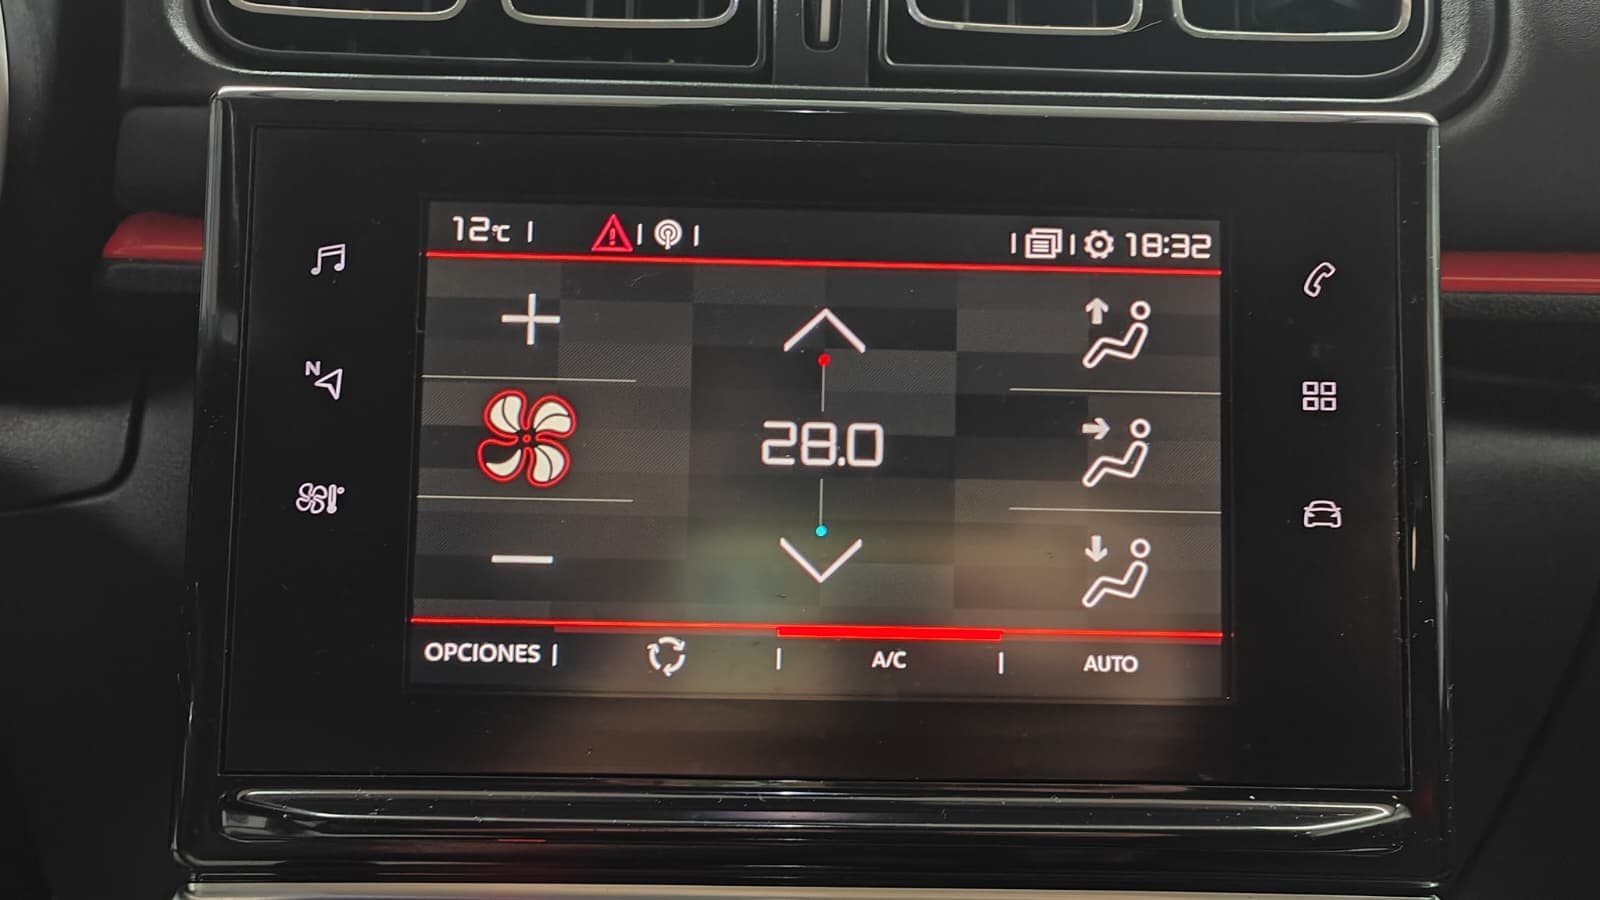 12°C
18:32
N
28.0
OPCIONES
A/C
AUTO